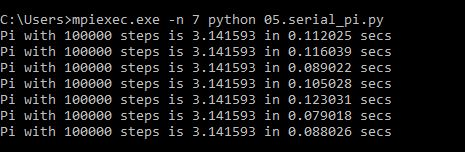 C:\Users>mpiexec.exe -n 7 python 05.serial_pi.py
Pi with 100000 steps is 3.141593 in 0.112025 secs
Pi with 100000 steps is 3.141593 in 0.116039 secs
Pi with 100000 steps is 3.141593 in 0.089022 secs
Pi with 100000 steps is 3.141593 in 0.105028 secs
Pi with 100000 steps is 3.141593 in 0.123031 secs
Pi with 100000 steps is 3.141593 in 0.079018 secs
Pi with 100000 steps is 3.141593 in 0.088026 secs